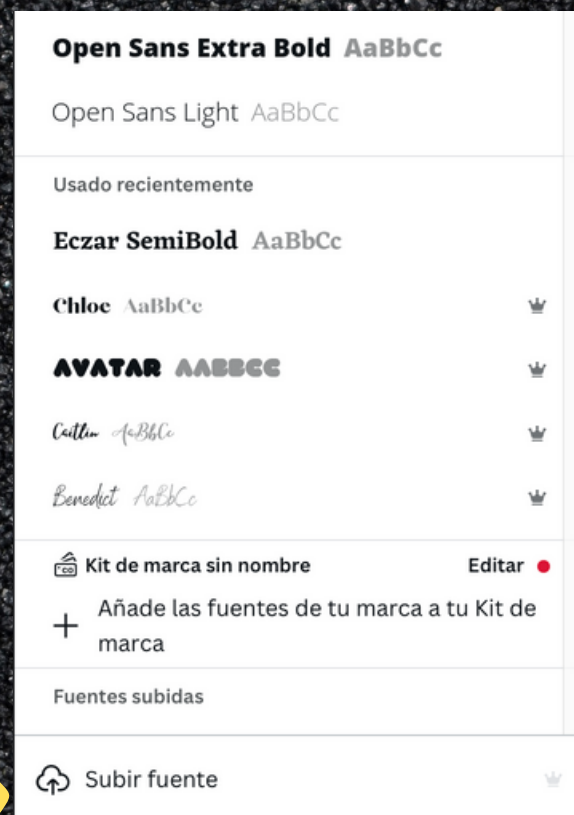 Open Sans Extra Bold AaBbCc
Open Sans Light AaBbCc
Usado recientemente
Eczar SemiBold AaBbCc
Chloe AaBbCc
AVATAR AABBCC
Caitlin AaBbCc
Benedict AaBbCc
Kit de marca sin nombre Editar
Añade las fuentes de tu marca a tu Kit de
marca
Fuentes subidas
Subir fuente